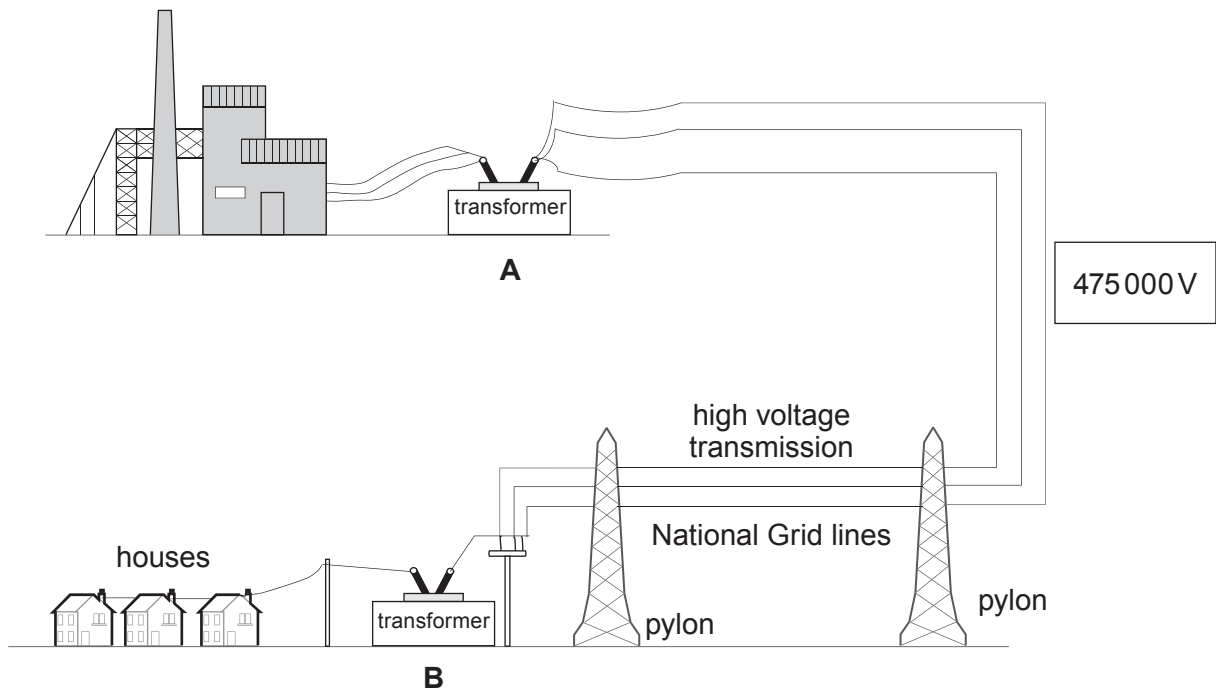 transformer
A
475 000 V
high voltage
transmission
National Grid lines
houses
pylon
pylon
transformer
B